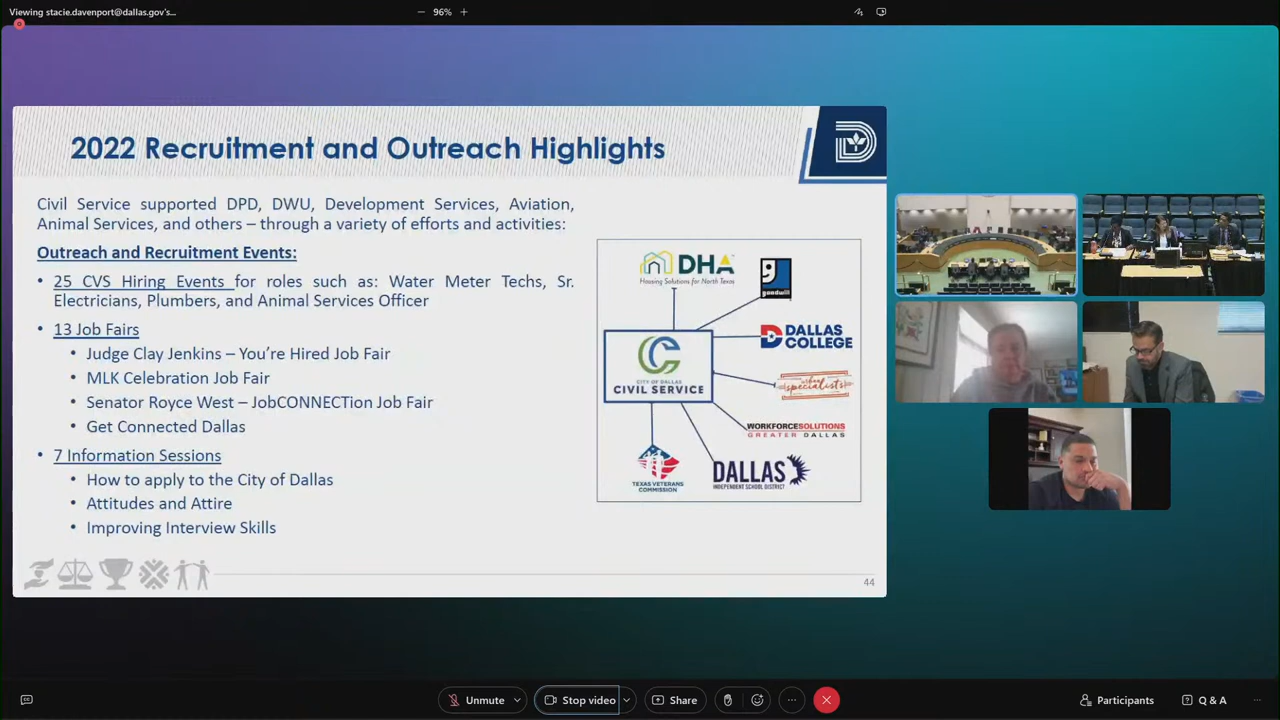 Viewing stacie.davenport@dallas.gov's...
96%
2022 Recruitment and Outreach Highlights
Civil Service supported DPD, DWU, Development Services, Aviation,
Animal Services, and others – through a variety of efforts and activities:
Outreach and Recruitment Events:
• 25 CVS Hiring Events for roles such as: Water Meter Techs, Sr.
Electricians, Plumbers, and Animal Services Officer
• 13 Job Fairs
• Judge Clay Jenkins – You're Hired Job Fair
• MLK Celebration Job Fair
• Senator Royce West – JobCONNECTion Job Fair
• Get Connected Dallas
• 7 Information Sessions
• How to apply to the City of Dallas
• Attitudes and Attire
• Improving Interview Skills
DHA
Housing Solutions for North Texas
goodwill
DALLAS
COLLEGE
CITY OF DALLAS
CIVIL SERVICE
urban
specialists
WORKFORCESOLUTIONS
GREATER DALLAS
TEXAS VETERANS
COMMISSION
DALLAS
INDEPENDENT SCHOOL DISTRICT
44
Unmute
Stop video
Share
Participants
Q & A